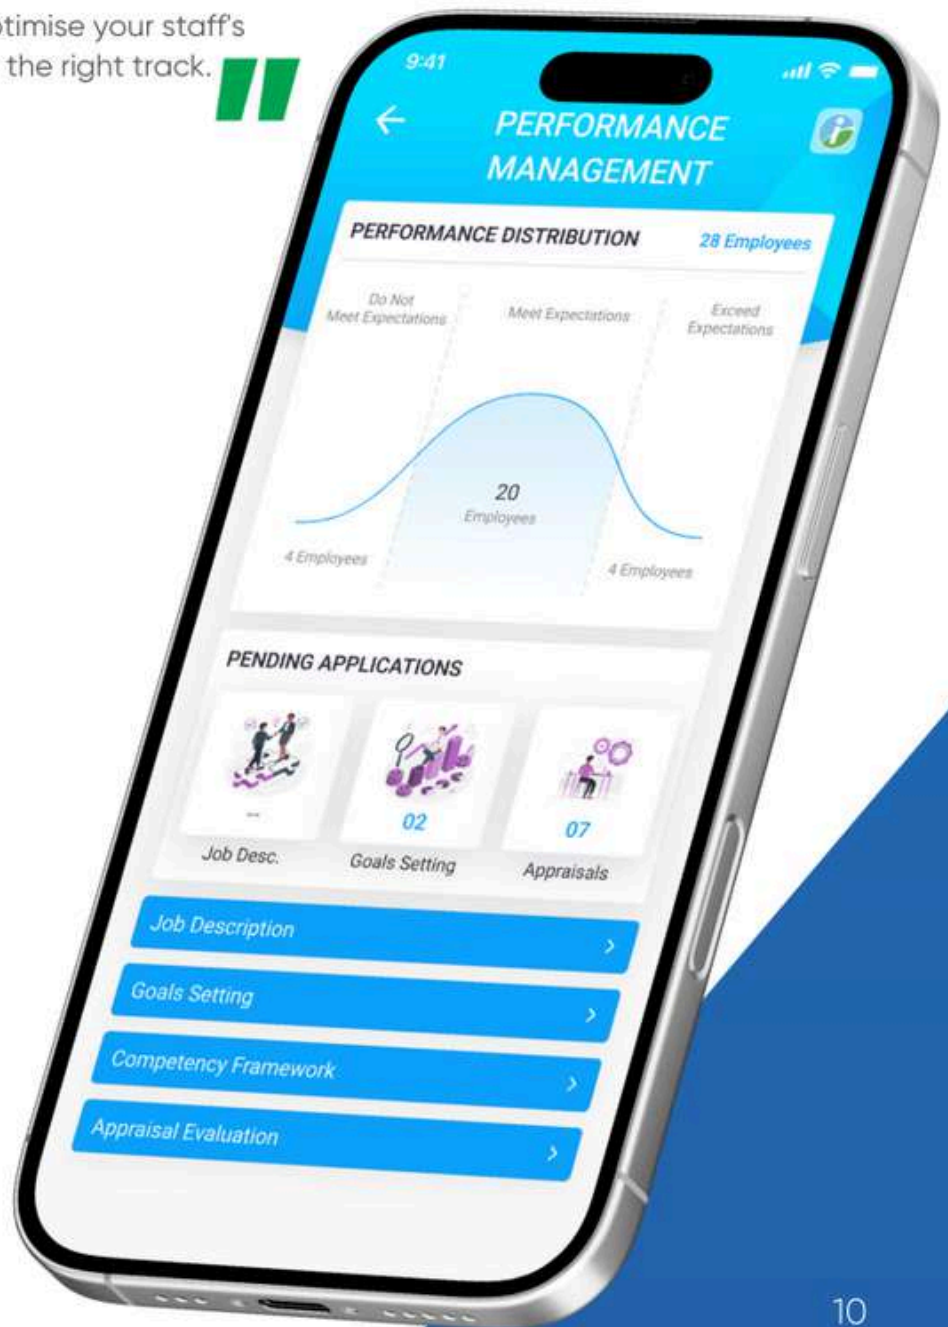 timise your staff's
the right track.
"
9:41
PERFORMANCE
MANAGEMENT
PERFORMANCE DISTRIBUTION 28 Employees
Do Not
Meet Expectations
Meet Expectations
Exceed
Expectations
20
Employees
4 Employees
4 Employees
PENDING APPLICATIONS
--
Job Desc.
02
Goals Setting
07
Appraisals
Job Description
Goals Setting
Competency Framework
Appraisal Evaluation
10